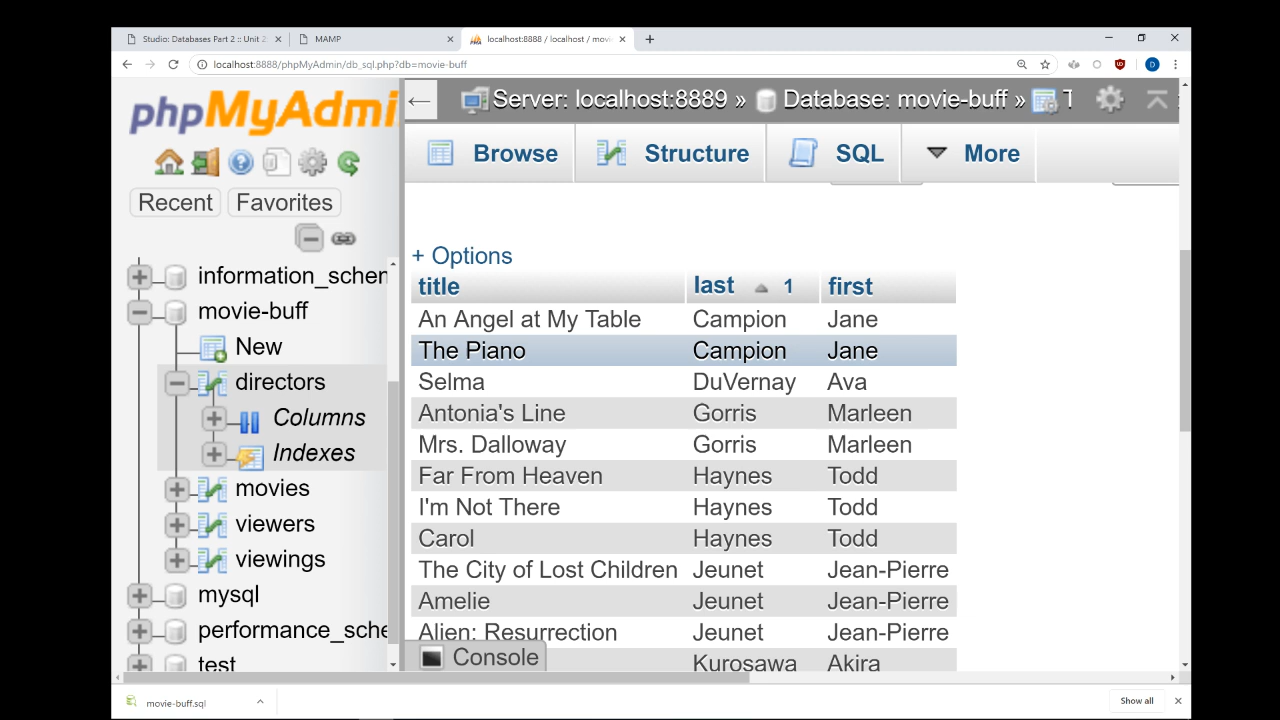 Studio: Databases Part 2 :: Unit 2
MAMP
localhost:8888 / localhost / movi
localhost:8888/phpMyAdmin/db_sql.php?db=movie-buff
phpMyAdmi
Server: localhost:8889 » Database: movie-buff » T
Browse Structure SQL More
Recent Favorites
information_schem
movie-buff
New
directors
Columns
Indexes
movies
viewers
viewings
mysql
performance_sche
test
+ Options
title last 1 first
An Angel at My Table Campion Jane
The Piano Campion Jane
Selma DuVernay Ava
Antonia's Line Gorris Marleen
Mrs. Dalloway Gorris Marleen
Far From Heaven Haynes Todd
I'm Not There Haynes Todd
Carol Haynes Todd
The City of Lost Children Jeunet Jean-Pierre
Amelie Jeunet Jean-Pierre
Alien: Resurrection Jeunet Jean-Pierre
Kurosawa Akira
Console
movie-buff.sql
Show all